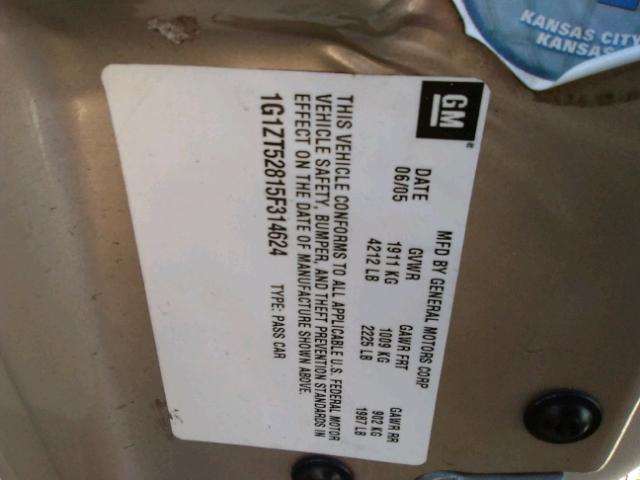 KANSAS CITY
KANSAS
GM
MFD BY GENERAL MOTORS CORP
DATE GVWR GAWR FRT GAWR RR
06/05 1911 KG 1009 KG 902 KG
4212 LB 2225 LB 1987 LB
THIS VEHICLE CONFORMS TO ALL APPLICABLE U.S. FEDERAL MOTOR
VEHICLE SAFETY, BUMPER, AND THEFT PREVENTION STANDARDS IN
EFFECT ON THE DATE OF MANUFACTURE SHOWN ABOVE.
1G1ZT52815F314624 TYPE: PASS CAR